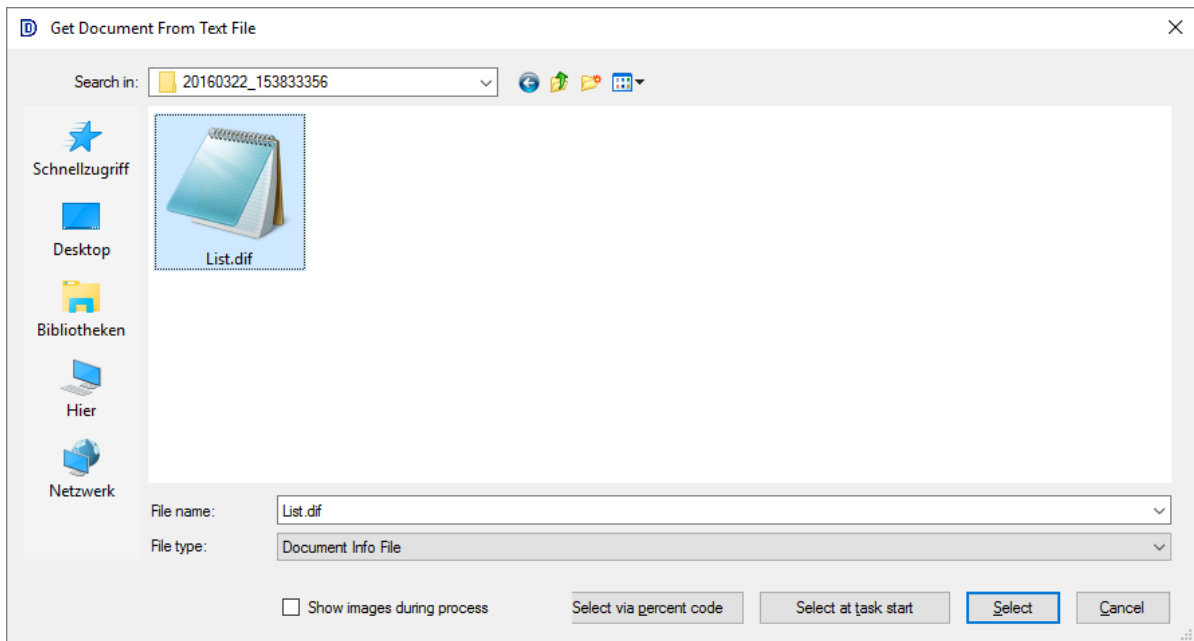 Get Document From Text File
Search in: 20160322_153833356
Schnellzugriff
Desktop
Bibliotheken
Hier
Netzwerk
List.dif
File name: List.dif
File type: Document Info File
Show images during process Select via percent code Select at task start Select Cancel